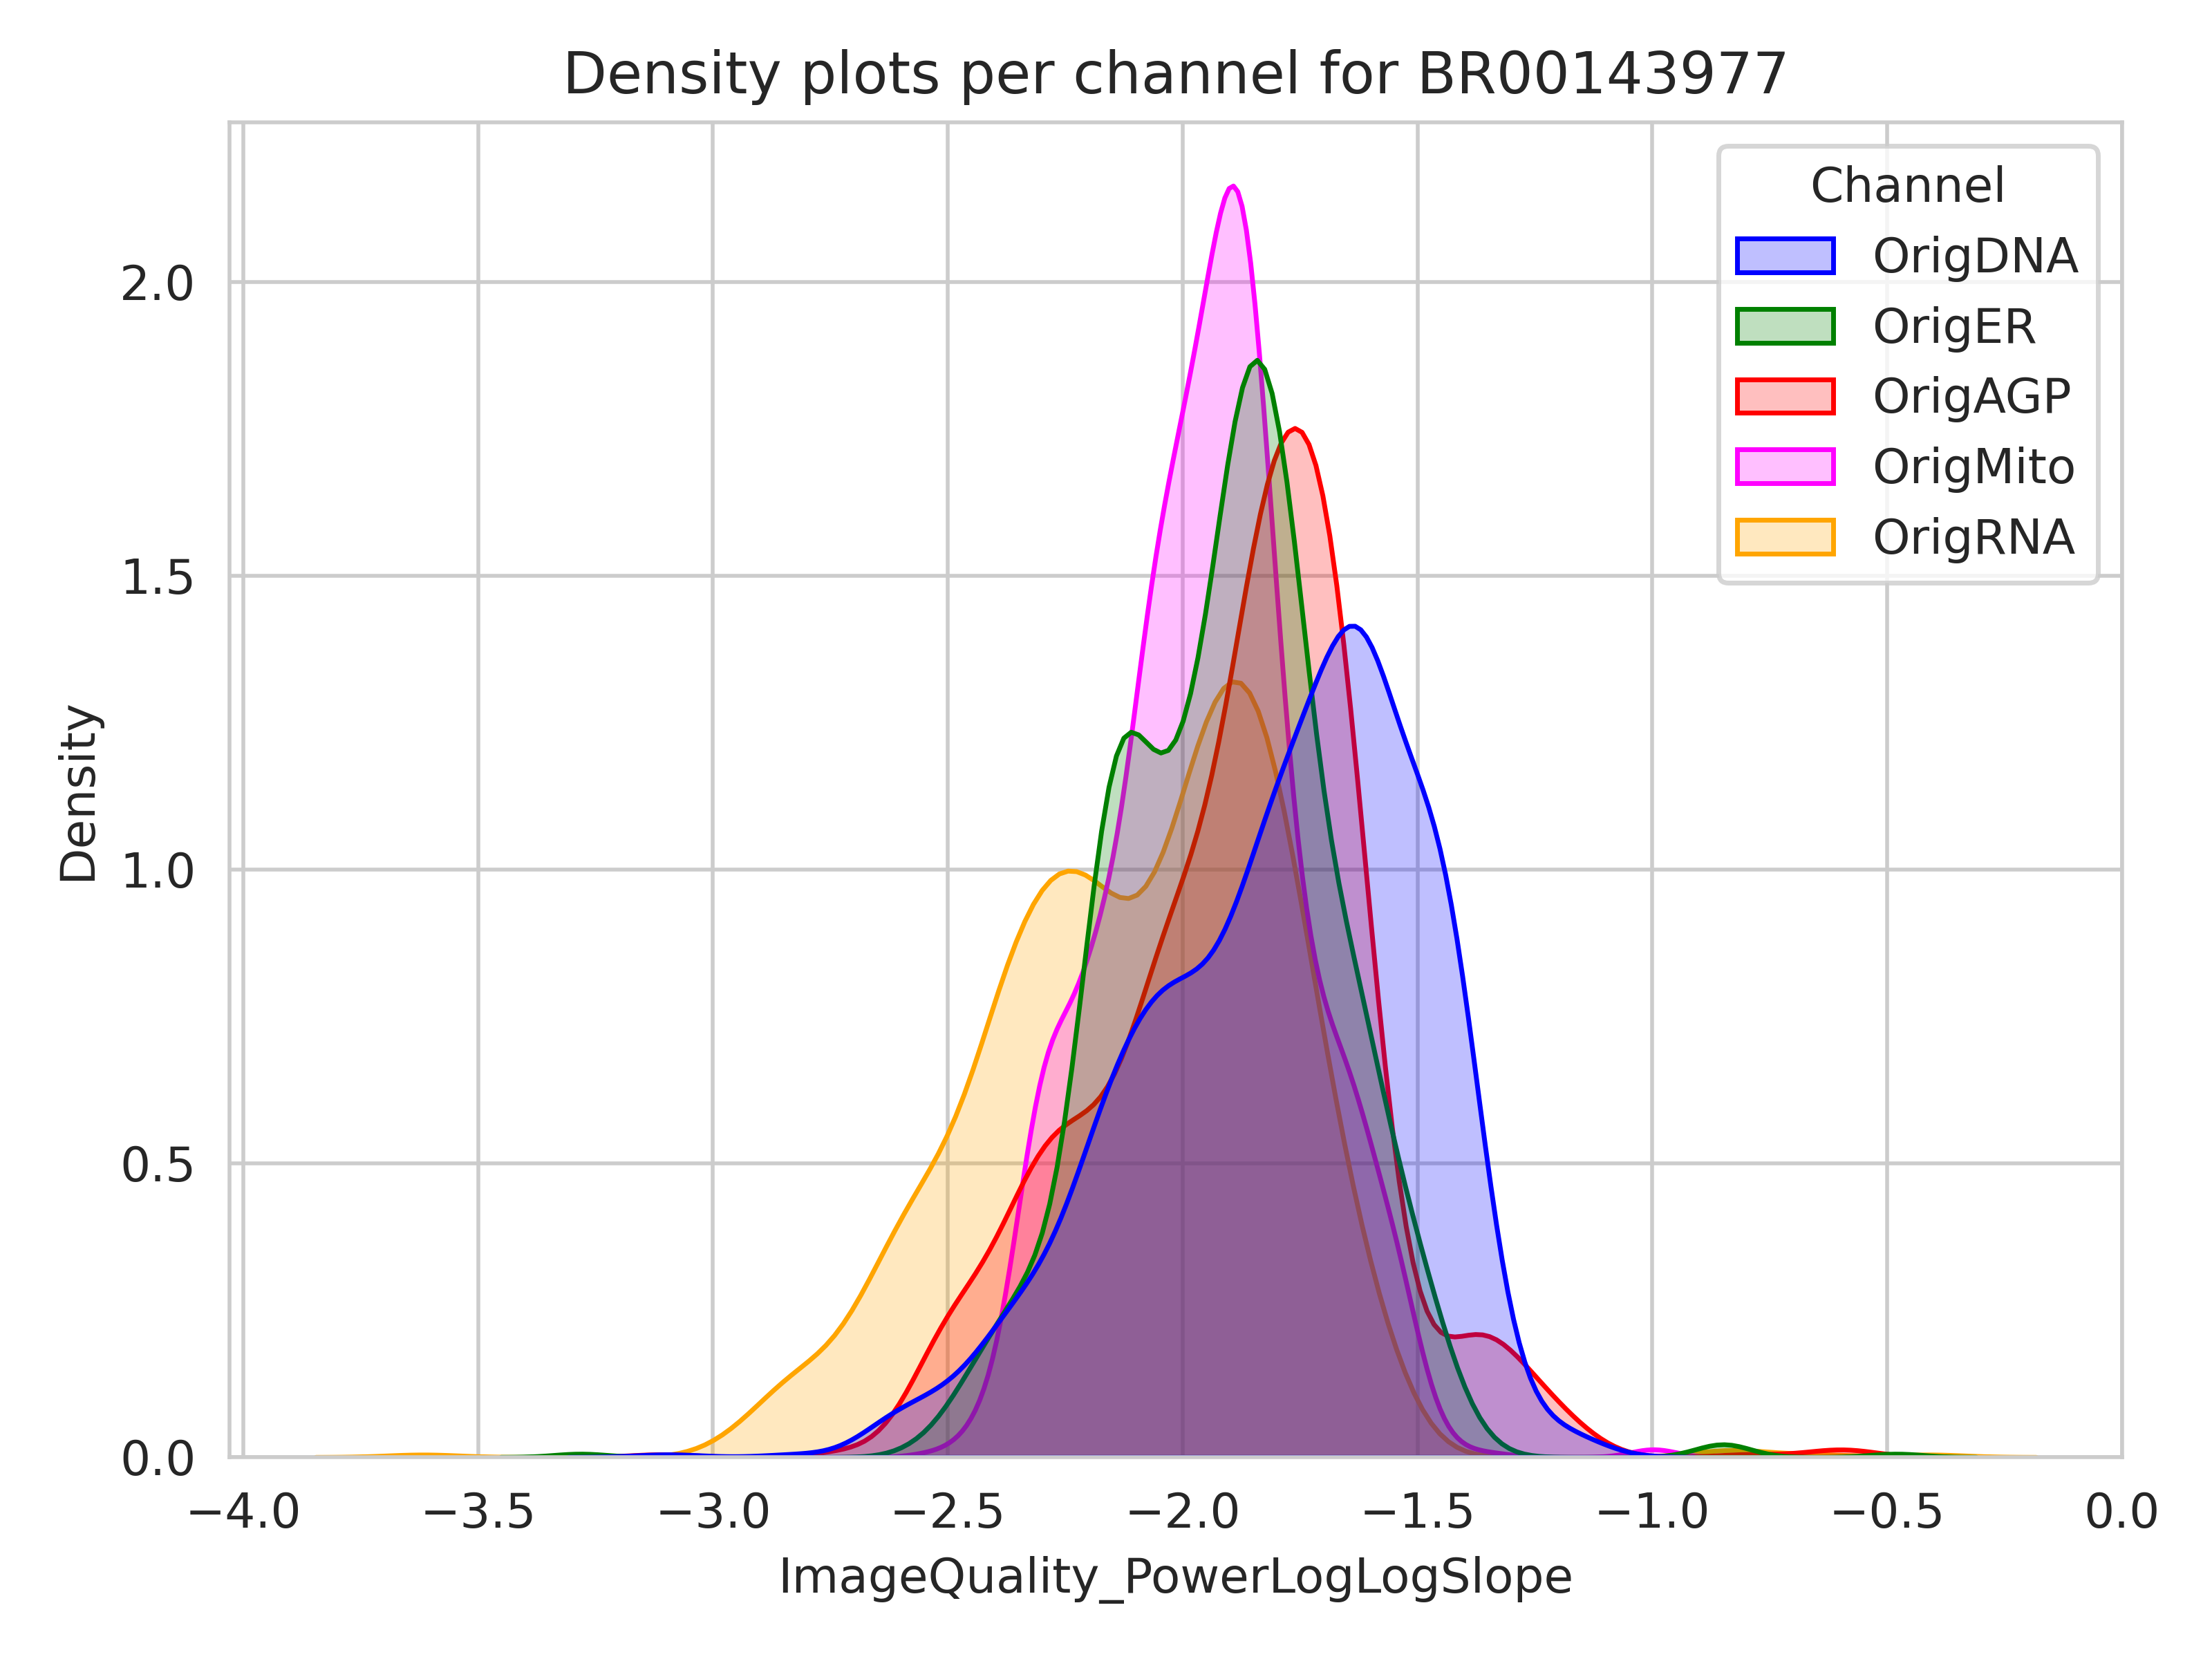 Density plots per channel for BR00143977
Channel
OrigDNA
OrigER
OrigAGP
OrigMito
OrigRNA
Density
2.0
1.5
1.0
0.5
0.0
−4.0 −3.5 −3.0 −2.5 −2.0 −1.5 −1.0 −0.5 0.0
ImageQuality_PowerLogLogSlope